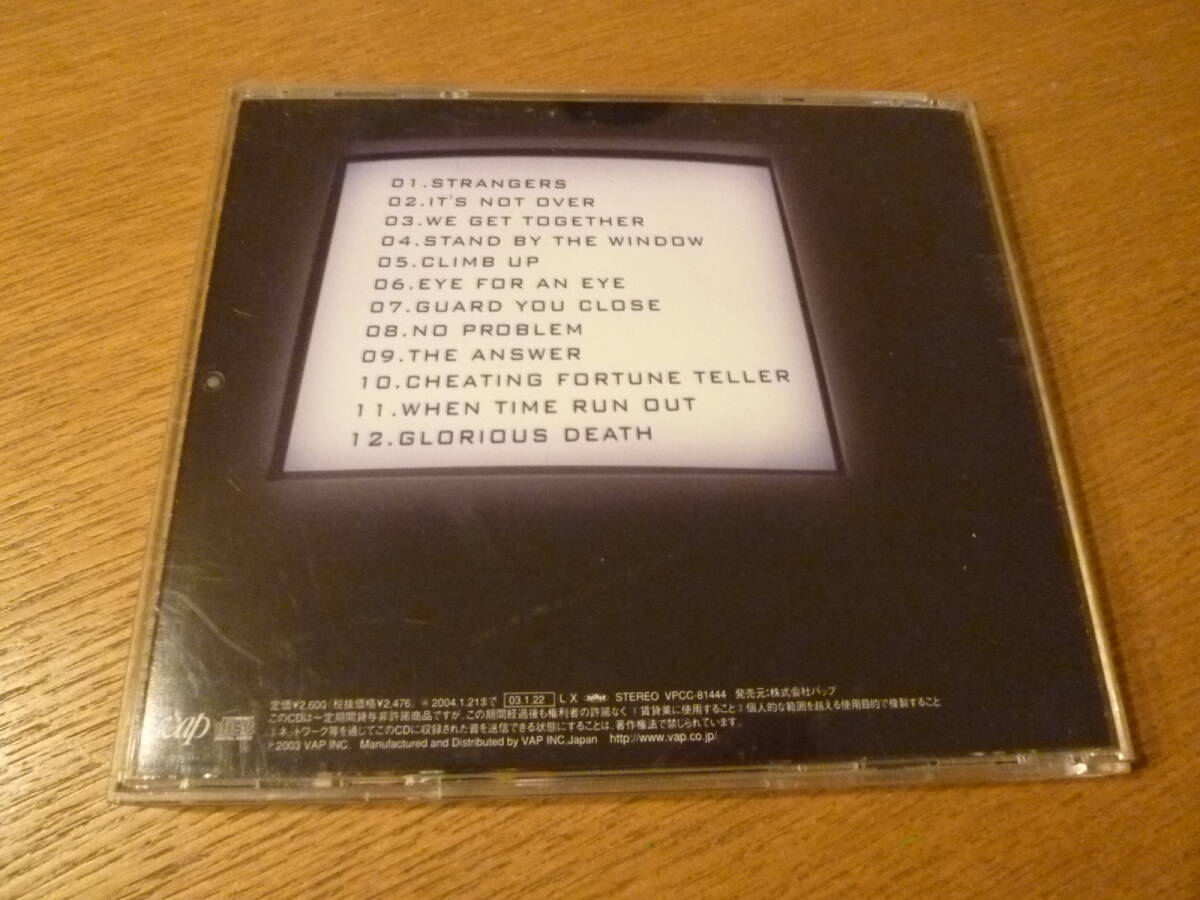 01.STRANGERS
02.IT'S NOT OVER
03.WE GET TOGETHER
04.STAND BY THE WINDOW
05.CLIMB UP
06.EYE FOR AN EYE
07.GUARD YOU CLOSE
08.NO PROBLEM
09.THE ANSWER
10.CHEATING FORTUNE TELLER
11.WHEN TIME RUN OUT
12.GLORIOUS DEATH
定価¥2,600 (税抜価格¥2,476) ※2004.1.21まで 03.1.22 L X STEREO VPCC-81444 発売元:株式会社バップ
このCDは一定期間貸与非許諾商品ですが、この期間経過後も権利者の許諾なく 1 賃貸業に使用すること 2 個人的な範囲を越える使用目的で複製すること
3 ネットワーク等を通じてこのCDに収録された音を送信できる状態にすることは、著作権法で禁じられています。
℗ 2003 VAP INC. Manufactured and Distributed by VAP INC.Japan http://www.vap.co.jp/
vap